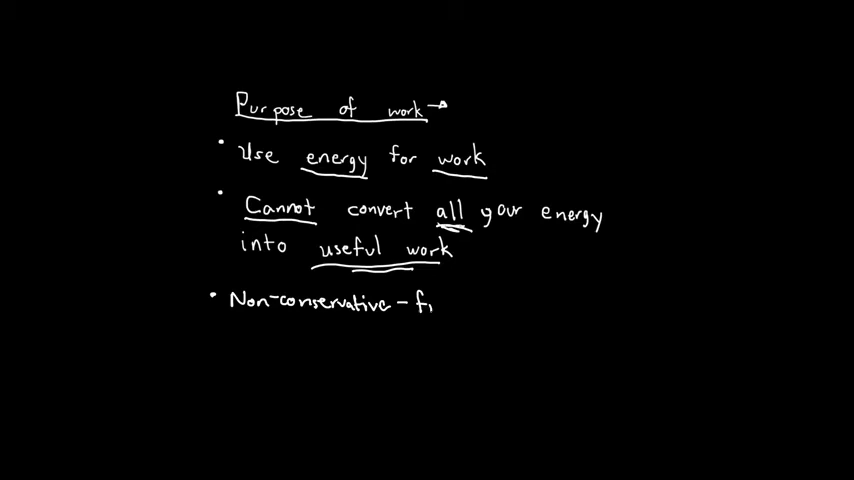 Purpose of work →
• Use energy for work
• Cannot convert all your energy
into useful work
• Non-conservative - f